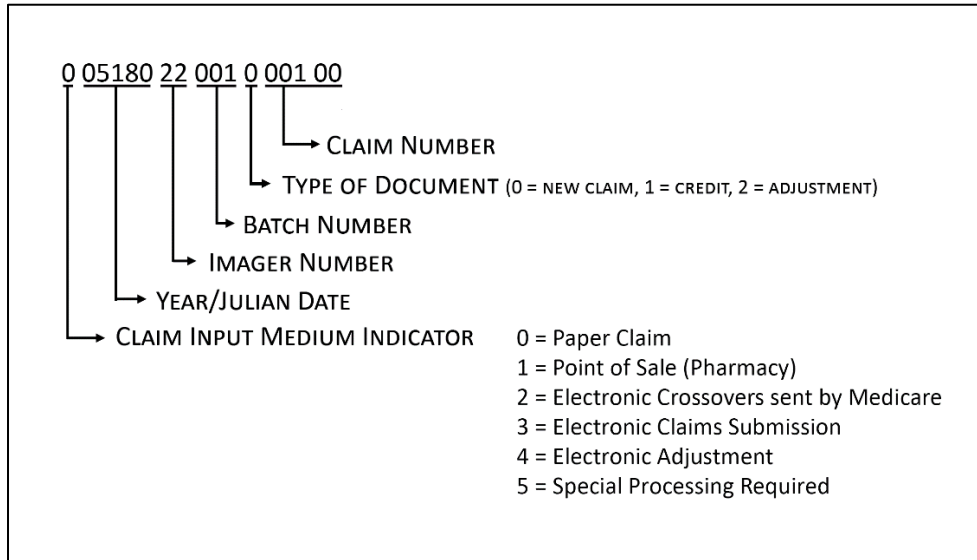 0 05180 22 001 0 001 00
CLAIM NUMBER
TYPE OF DOCUMENT (0 = NEW CLAIM, 1 = CREDIT, 2 = ADJUSTMENT)
BATCH NUMBER
IMAGER NUMBER
YEAR/JULIAN DATE
CLAIM INPUT MEDIUM INDICATOR
0 = Paper Claim
1 = Point of Sale (Pharmacy)
2 = Electronic Crossovers sent by Medicare
3 = Electronic Claims Submission
4 = Electronic Adjustment
5 = Special Processing Required